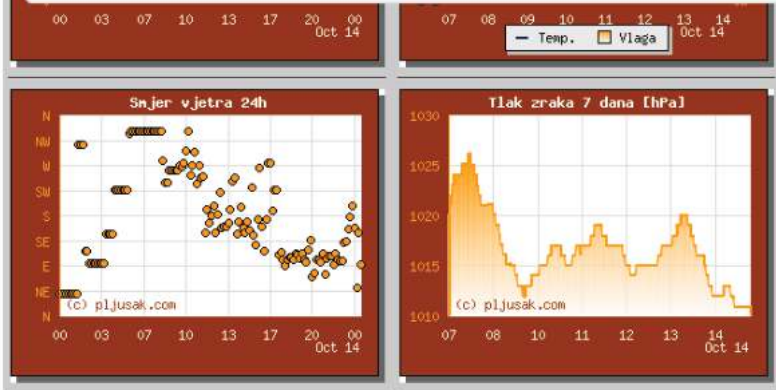 00 03 07 10 13 17 20 00
Oct 14
07 08 09 10 11 12 13 14
Oct 14
Temp. Vlaga
Smjer vjetra 24h
N
NW
W
SW
S
SE
E
NE
N
(c) pljusak.com
00 03 07 10 13 17 20 00
Oct 14
Tlak zraka 7 dana [hPa]
1030
1025
1020
1015
1010
(c) pljusak.com
07 08 09 10 11 12 13 14
Oct 14